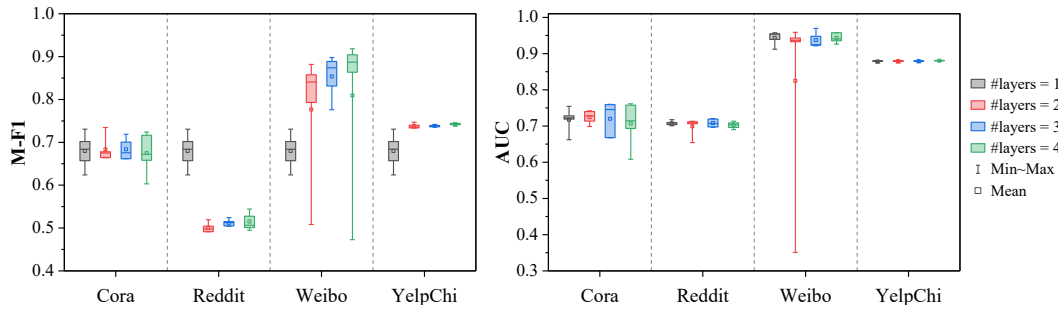 M-F1
1.0
0.9
0.8
0.7
0.6
0.5
0.4
Cora Reddit Weibo YelpChi
AUC
1.0
0.9
0.8
0.7
0.6
0.5
0.4
0.3
Cora Reddit Weibo YelpChi
#layers = 1
#layers = 2
#layers = 3
#layers = 4
Min~Max
Mean